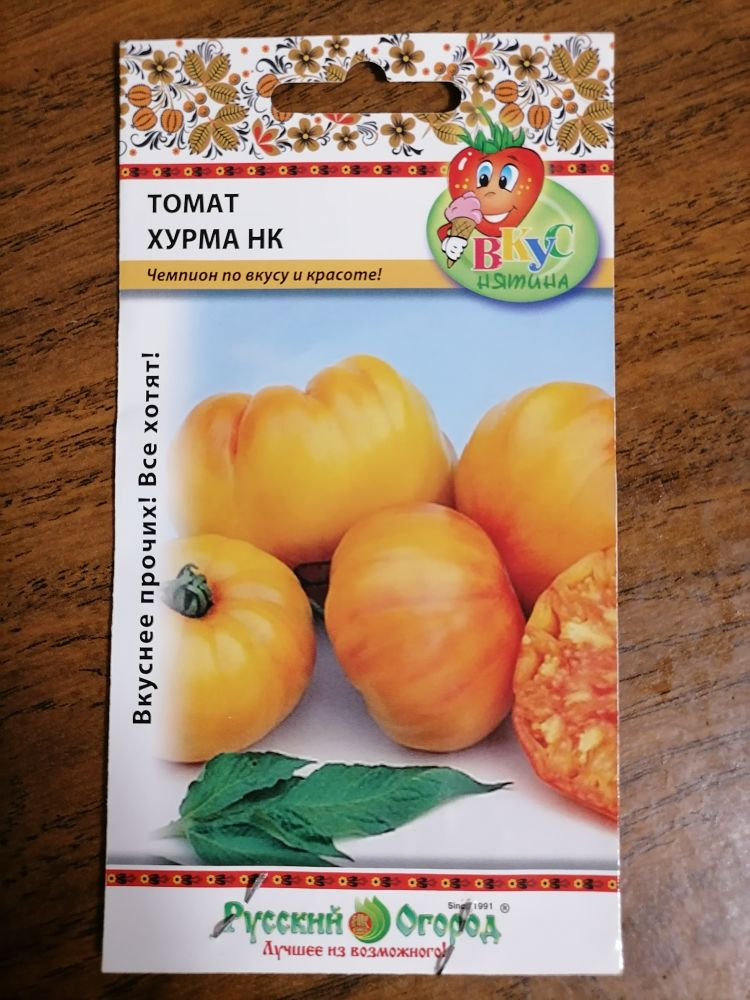 ТОМАТ
ХУРМА НК
Чемпион по вкусу и красоте!
ВКУС
НЯТИНА
Вкуснее прочих! Все хотят!
Русский Огород
Since 1991 ®
Лучшее из возможного!